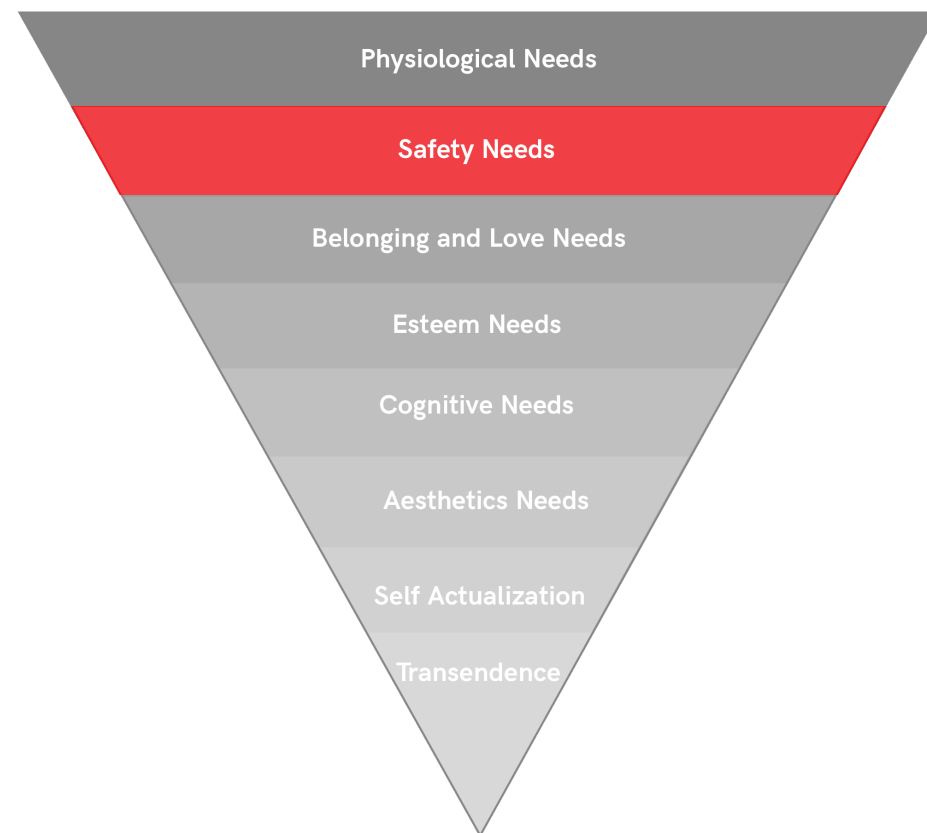 Physiological Needs
Safety Needs
Belonging and Love Needs
Esteem Needs
Cognitive Needs
Aesthetics Needs
Self Actualization
Transendence